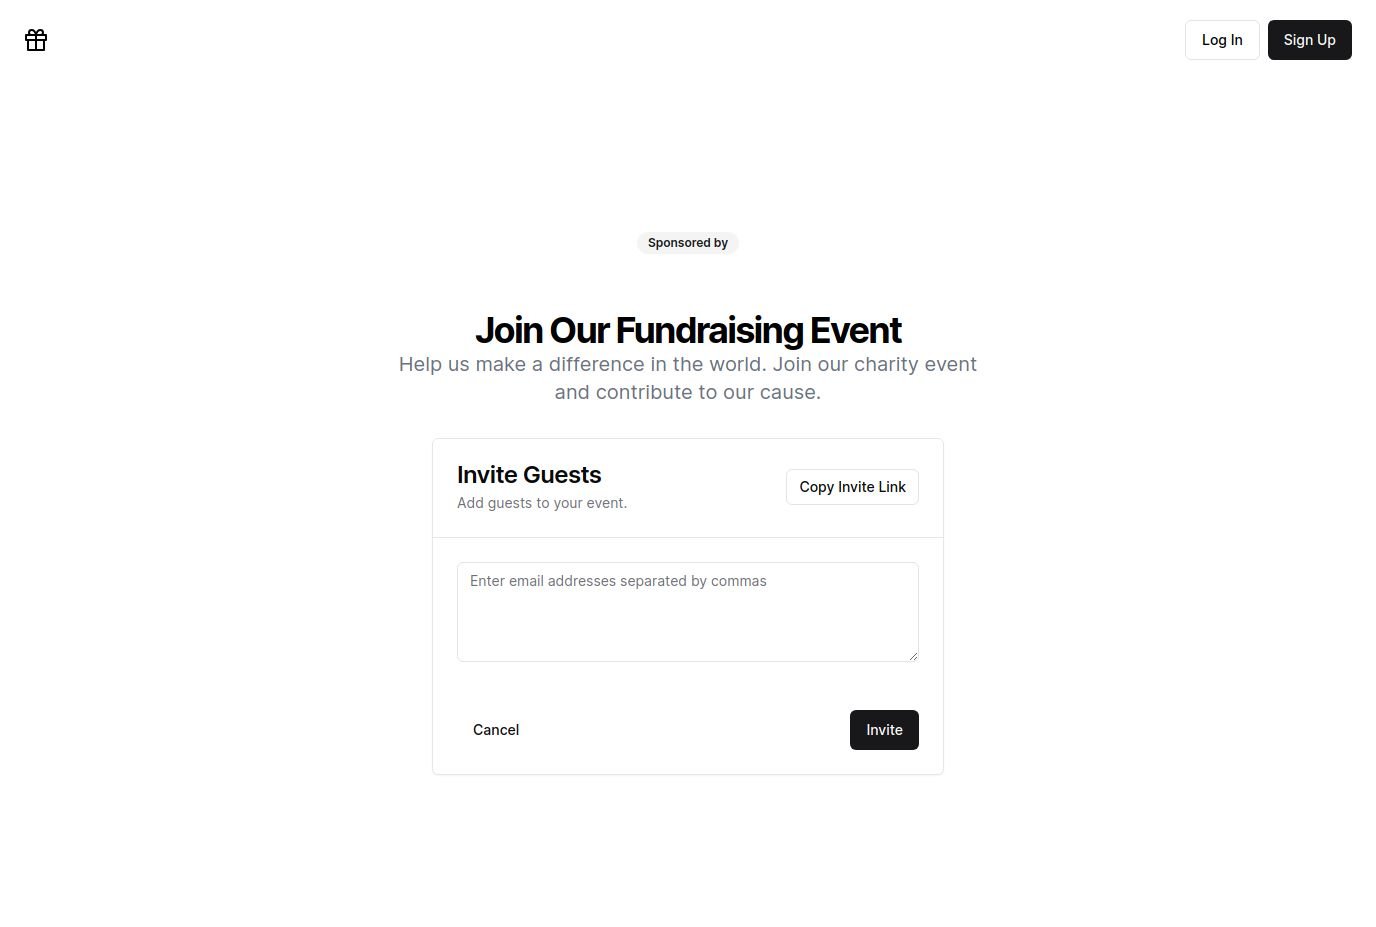 Log In
Sign Up
Sponsored by
Join Our Fundraising Event
Help us make a difference in the world. Join our charity event
and contribute to our cause.
Invite Guests
Add guests to your event.
Copy Invite Link
Enter email addresses separated by commas
Cancel
Invite